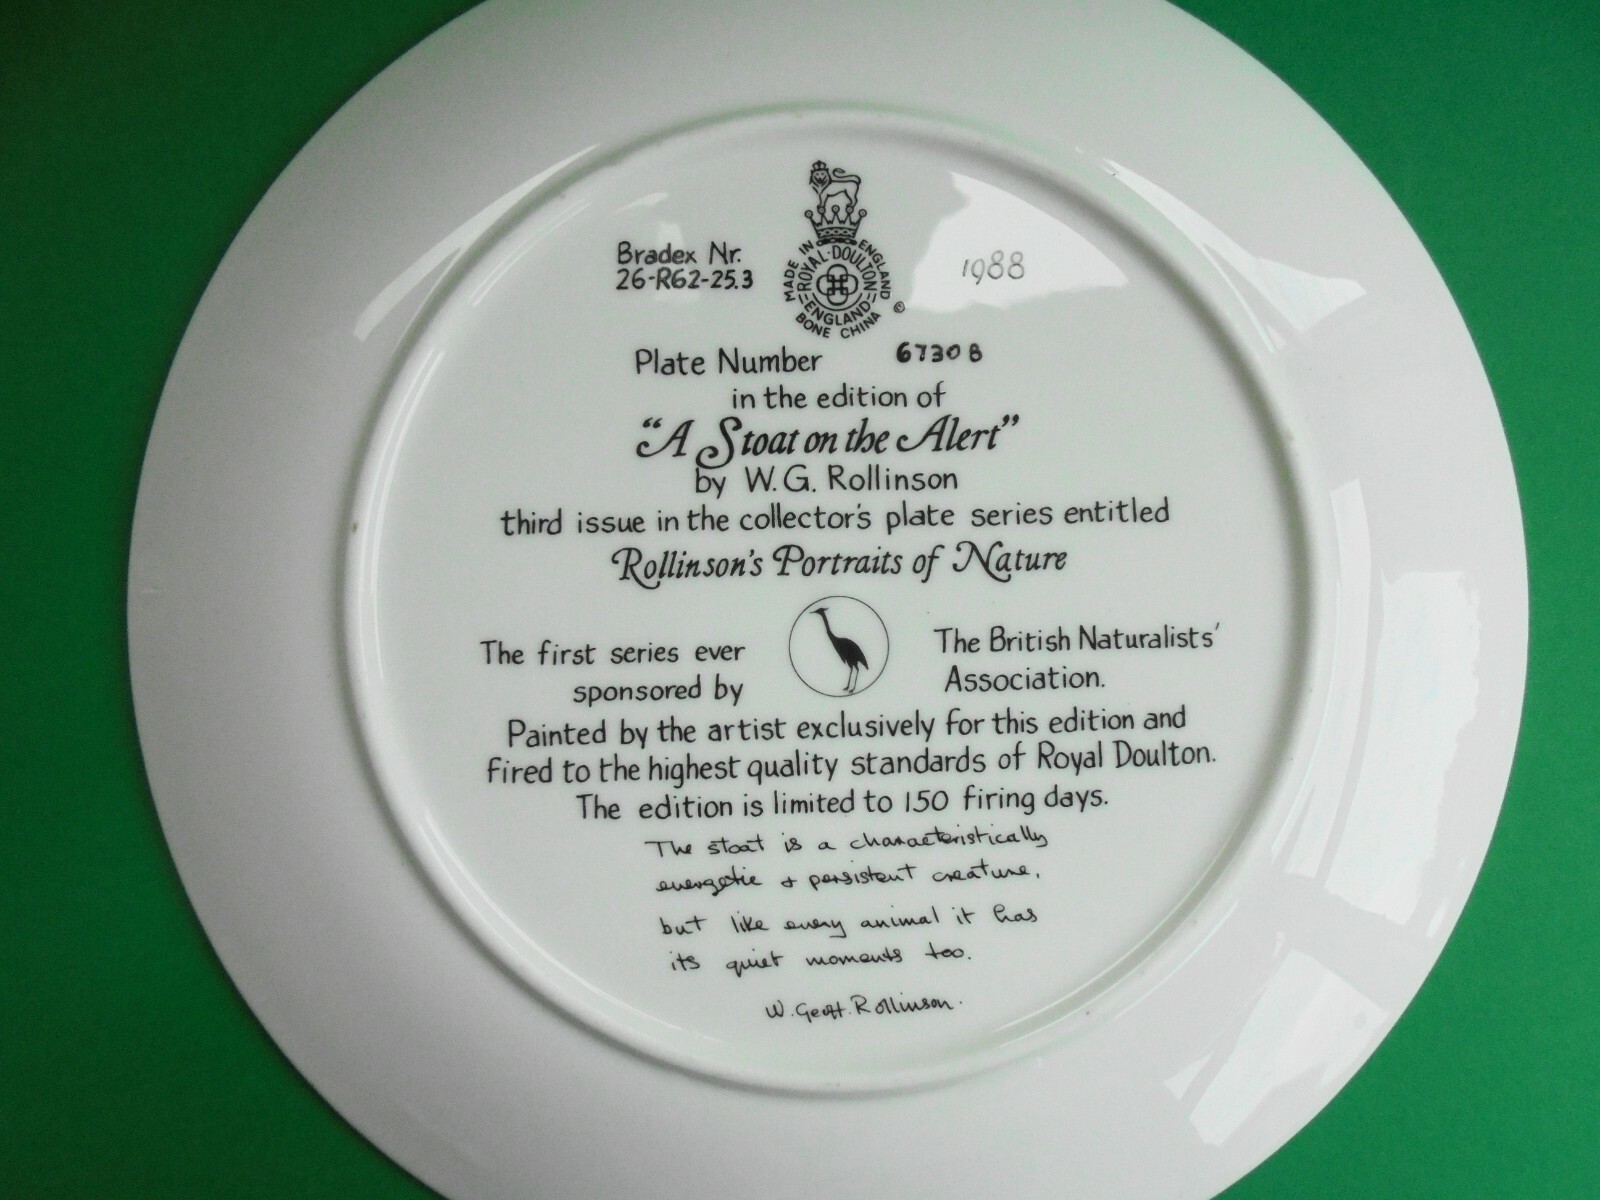 MADE IN ENGLAND
ROYAL·DOULTON
ENGLAND
BONE CHINA
©
Bradex Nr.
26-R62-25.3
1988
Plate Number 6730B
in the edition of
“A Stoat on the Alert”
by W.G. Rollinson
third issue in the collector's plate series entitled
Rollinson's Portraits of Nature
The first series ever
sponsored by
The British Naturalists'
Association.
Painted by the artist exclusively for this edition and
fired to the highest quality standards of Royal Doulton.
The edition is limited to 150 firing days.
The stoat is a characteristically
energetic + persistent creature,
but like every animal it has
its quiet moments too.
W. Geoff. Rollinson.